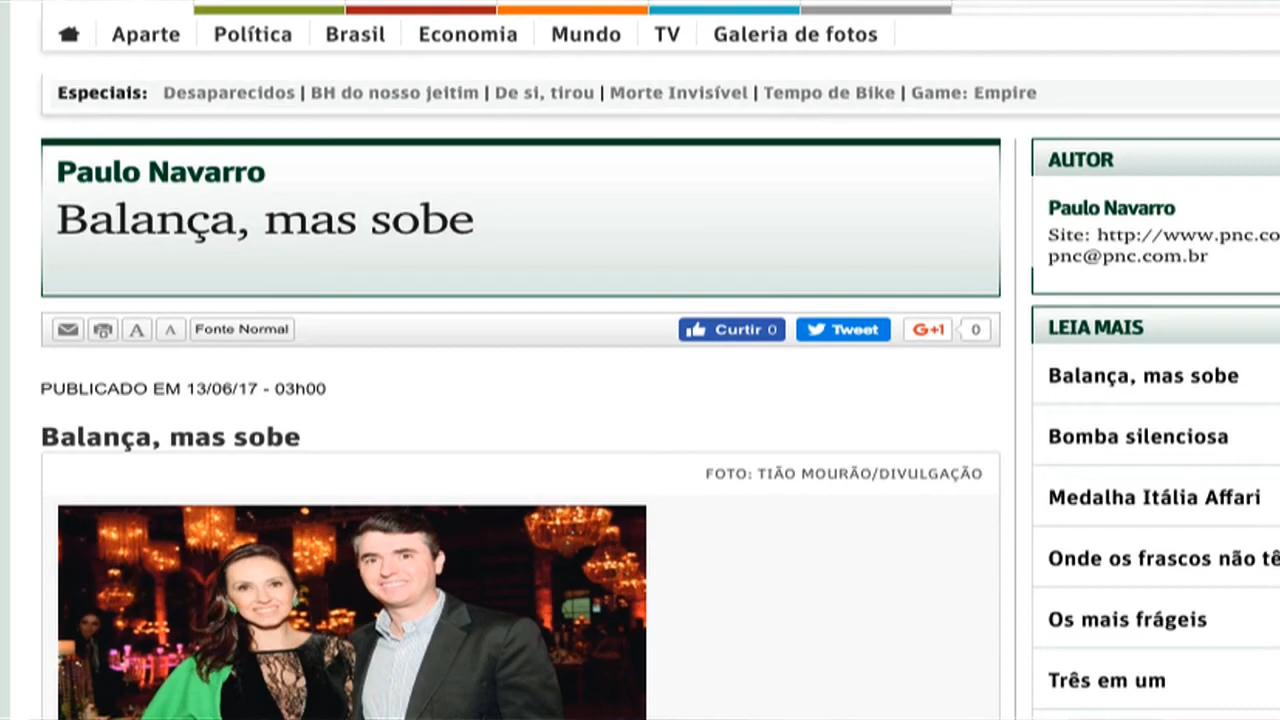 Aparte Política Brasil Economia Mundo TV Galeria de fotos
Especiais: Desaparecidos | BH do nosso jeitim | De si, tirou | Morte Invisível | Tempo de Bike | Game: Empire
Paulo Navarro
Balança, mas sobe
A A Fonte Normal Curtir 0 Tweet G+1 0
PUBLICADO EM 13/06/17 - 03h00
Balança, mas sobe
FOTO: TIÃO MOURÃO/DIVULGAÇÃO
AUTOR
Paulo Navarro
Site: http://www.pnc.co
pnc@pnc.com.br
LEIA MAIS
Balança, mas sobe
Bomba silenciosa
Medalha Itália Affari
Onde os frascos não tê
Os mais frágeis
Três em um